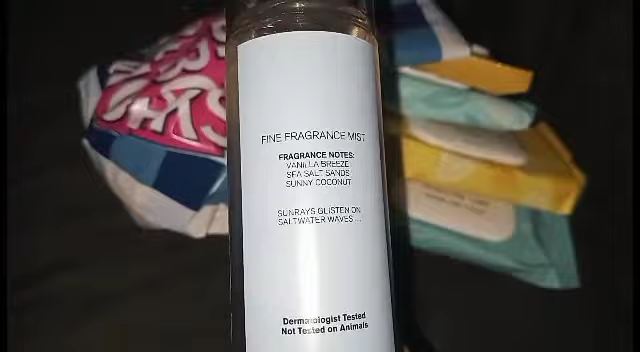 FINE FRAGRANCE MIST
FRAGRANCE NOTES:
VANILLA BREEZE
SEA SALT SANDS
SUNNY COCONUT
SUNRAYS GLISTEN ON
SALTWATER WAVES ...
Dermatologist Tested
Not Tested on Animals